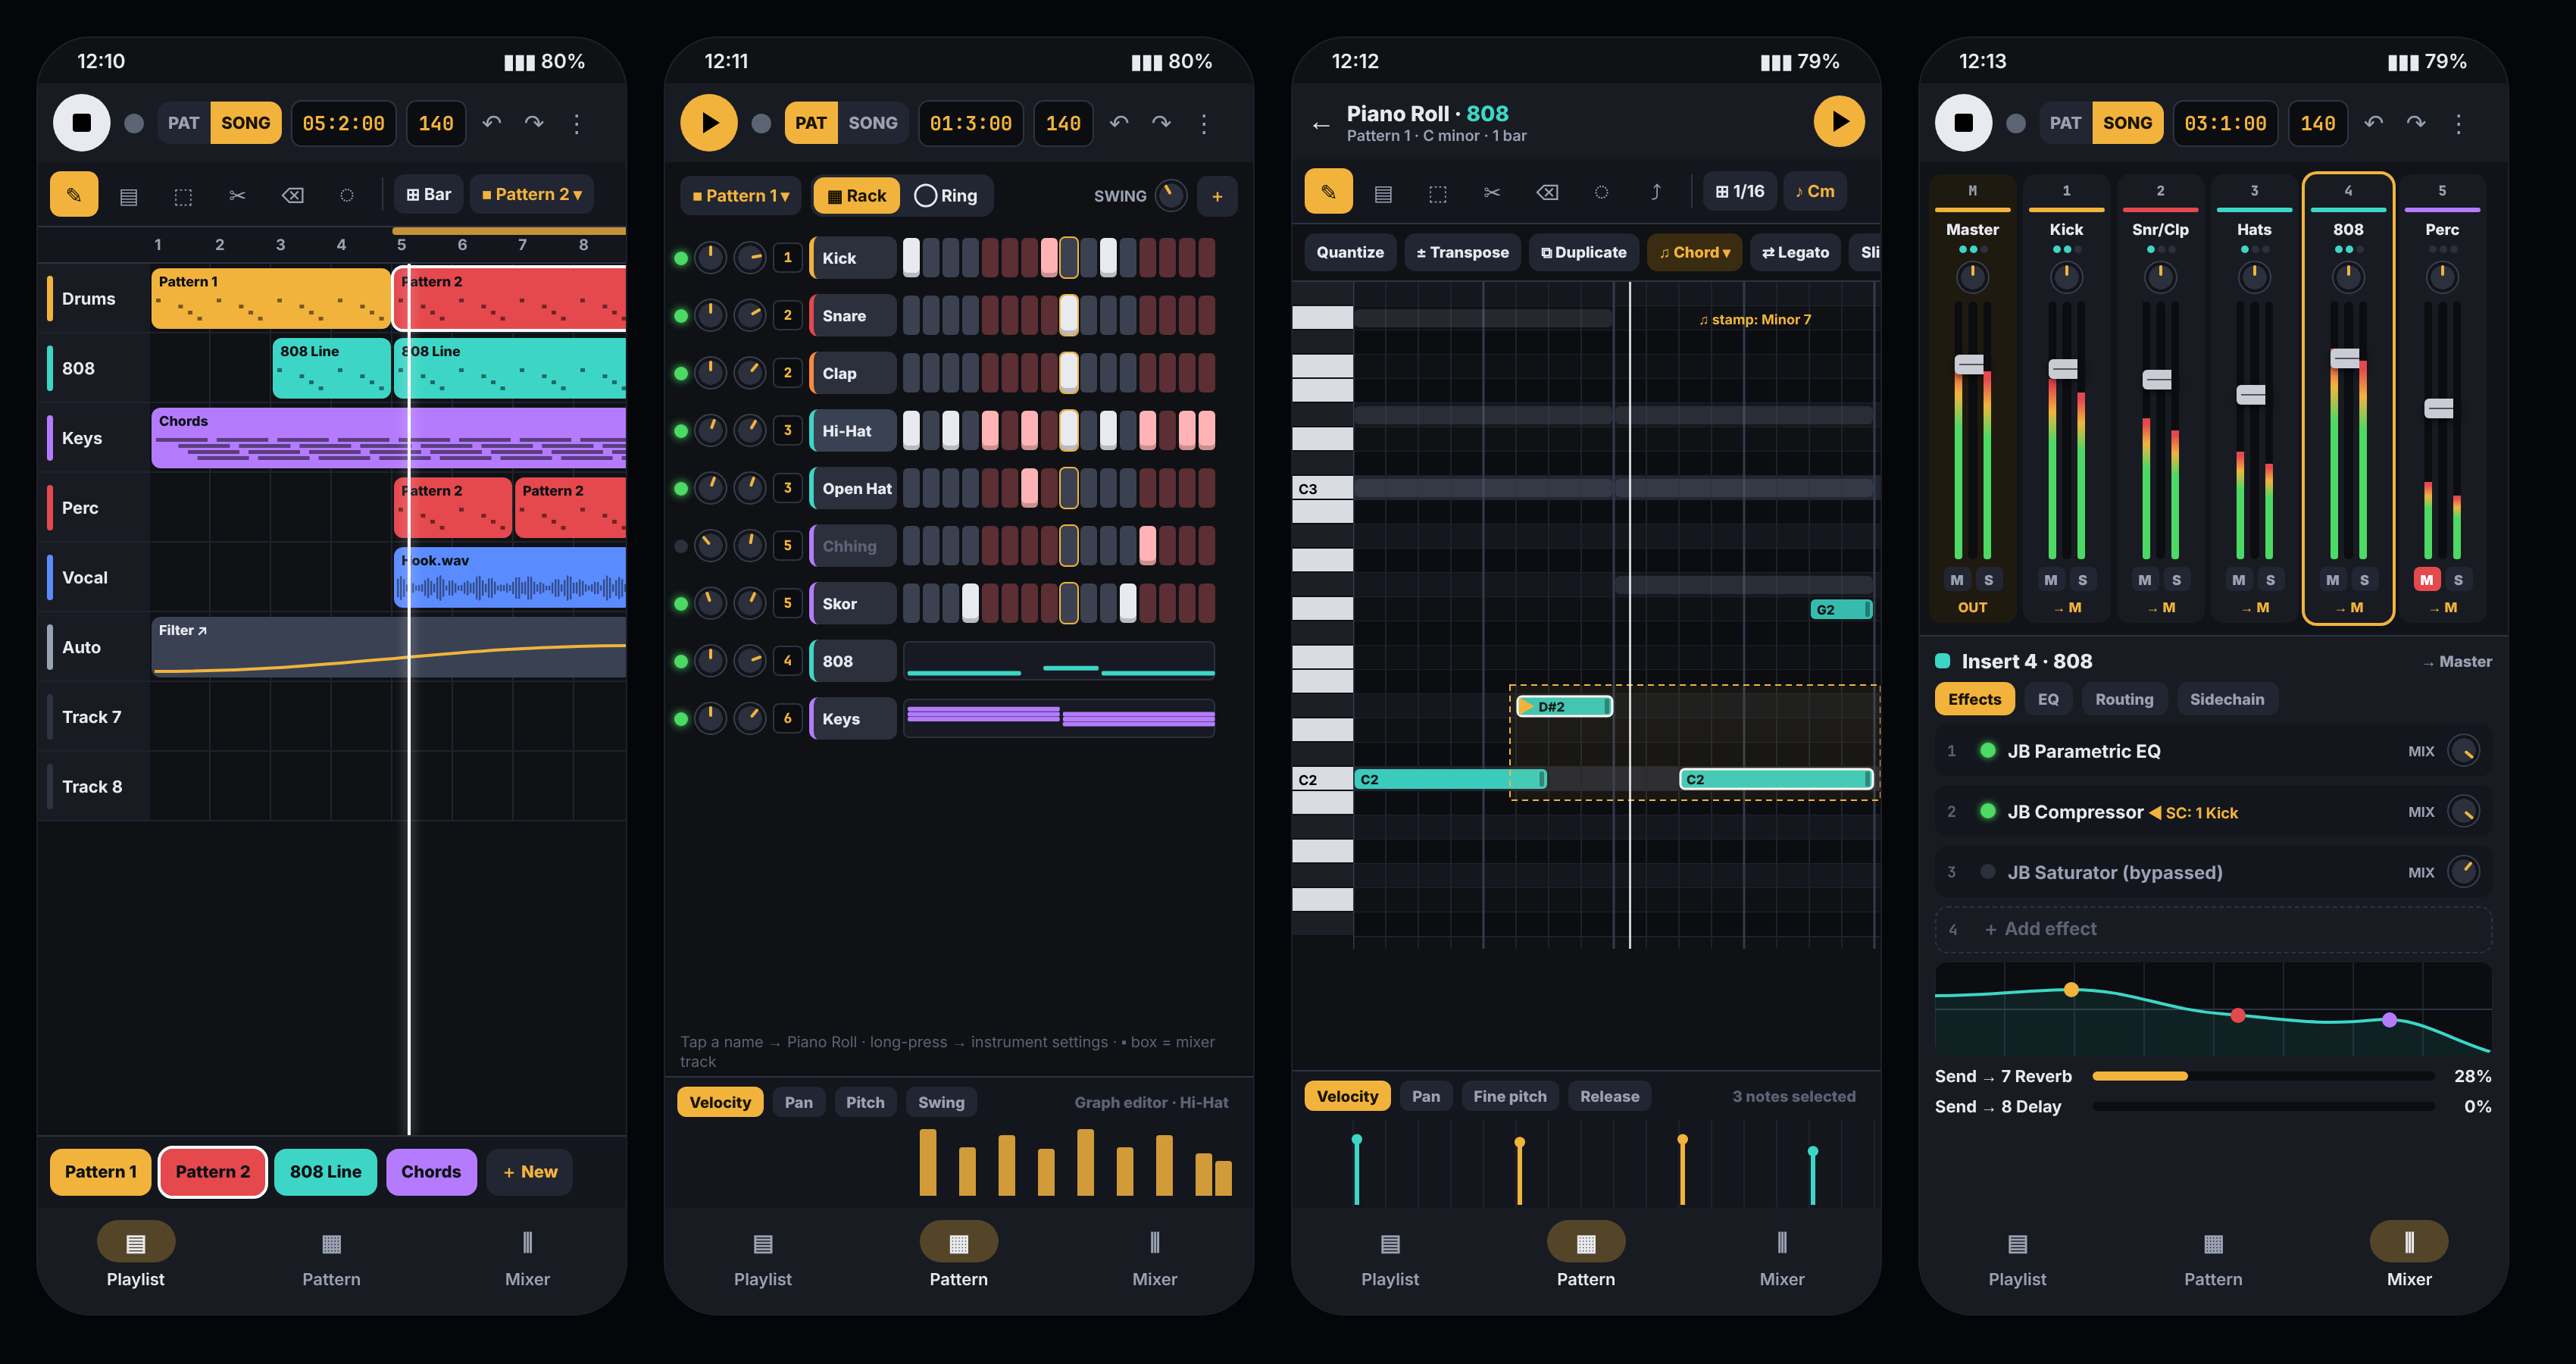 12:10 80%
PAT SONG 05:2:00 140
Bar Pattern 2 ▾
1 2 3 4 5 6 7 8
Drums Pattern 1 Pattern 2
808 808 Line 808 Line
Keys Chords
Perc Pattern 2 Pattern 2
Vocal Hook.wav
Auto Filter ↗
Track 7
Track 8
Pattern 1 Pattern 2 808 Line Chords + New
Playlist Pattern Mixer
12:11 80%
PAT SONG 01:3:00 140
Pattern 1 ▾ Rack Ring SWING +
1 Kick
2 Snare
2 Clap
3 Hi-Hat
3 Open Hat
5 Chhing
5 Skor
4 808
6 Keys
Tap a name → Piano Roll · long-press → instrument settings · ▪ box = mixer
track
Velocity Pan Pitch Swing Graph editor · Hi-Hat
Playlist Pattern Mixer
12:12 79%
← Piano Roll · 808
Pattern 1 · C minor · 1 bar
1/16 ♪ Cm
Quantize ± Transpose Duplicate ♫ Chord ▾ ⇄ Legato Sli
♫ stamp: Minor 7
C3
G2
D#2
C2 C2 C2
Velocity Pan Fine pitch Release 3 notes selected
Playlist Pattern Mixer
12:13 79%
PAT SONG 03:1:00 140
M 1 2 3 4 5
Master Kick Snr/Clp Hats 808 Perc
M S M S M S M S M S M S
OUT → M → M → M → M → M
Insert 4 · 808 → Master
Effects EQ Routing Sidechain
1 JB Parametric EQ MIX
2 JB Compressor ◀ SC: 1 Kick MIX
3 JB Saturator (bypassed) MIX
4 + Add effect
Send → 7 Reverb 28%
Send → 8 Delay 0%
Playlist Pattern Mixer